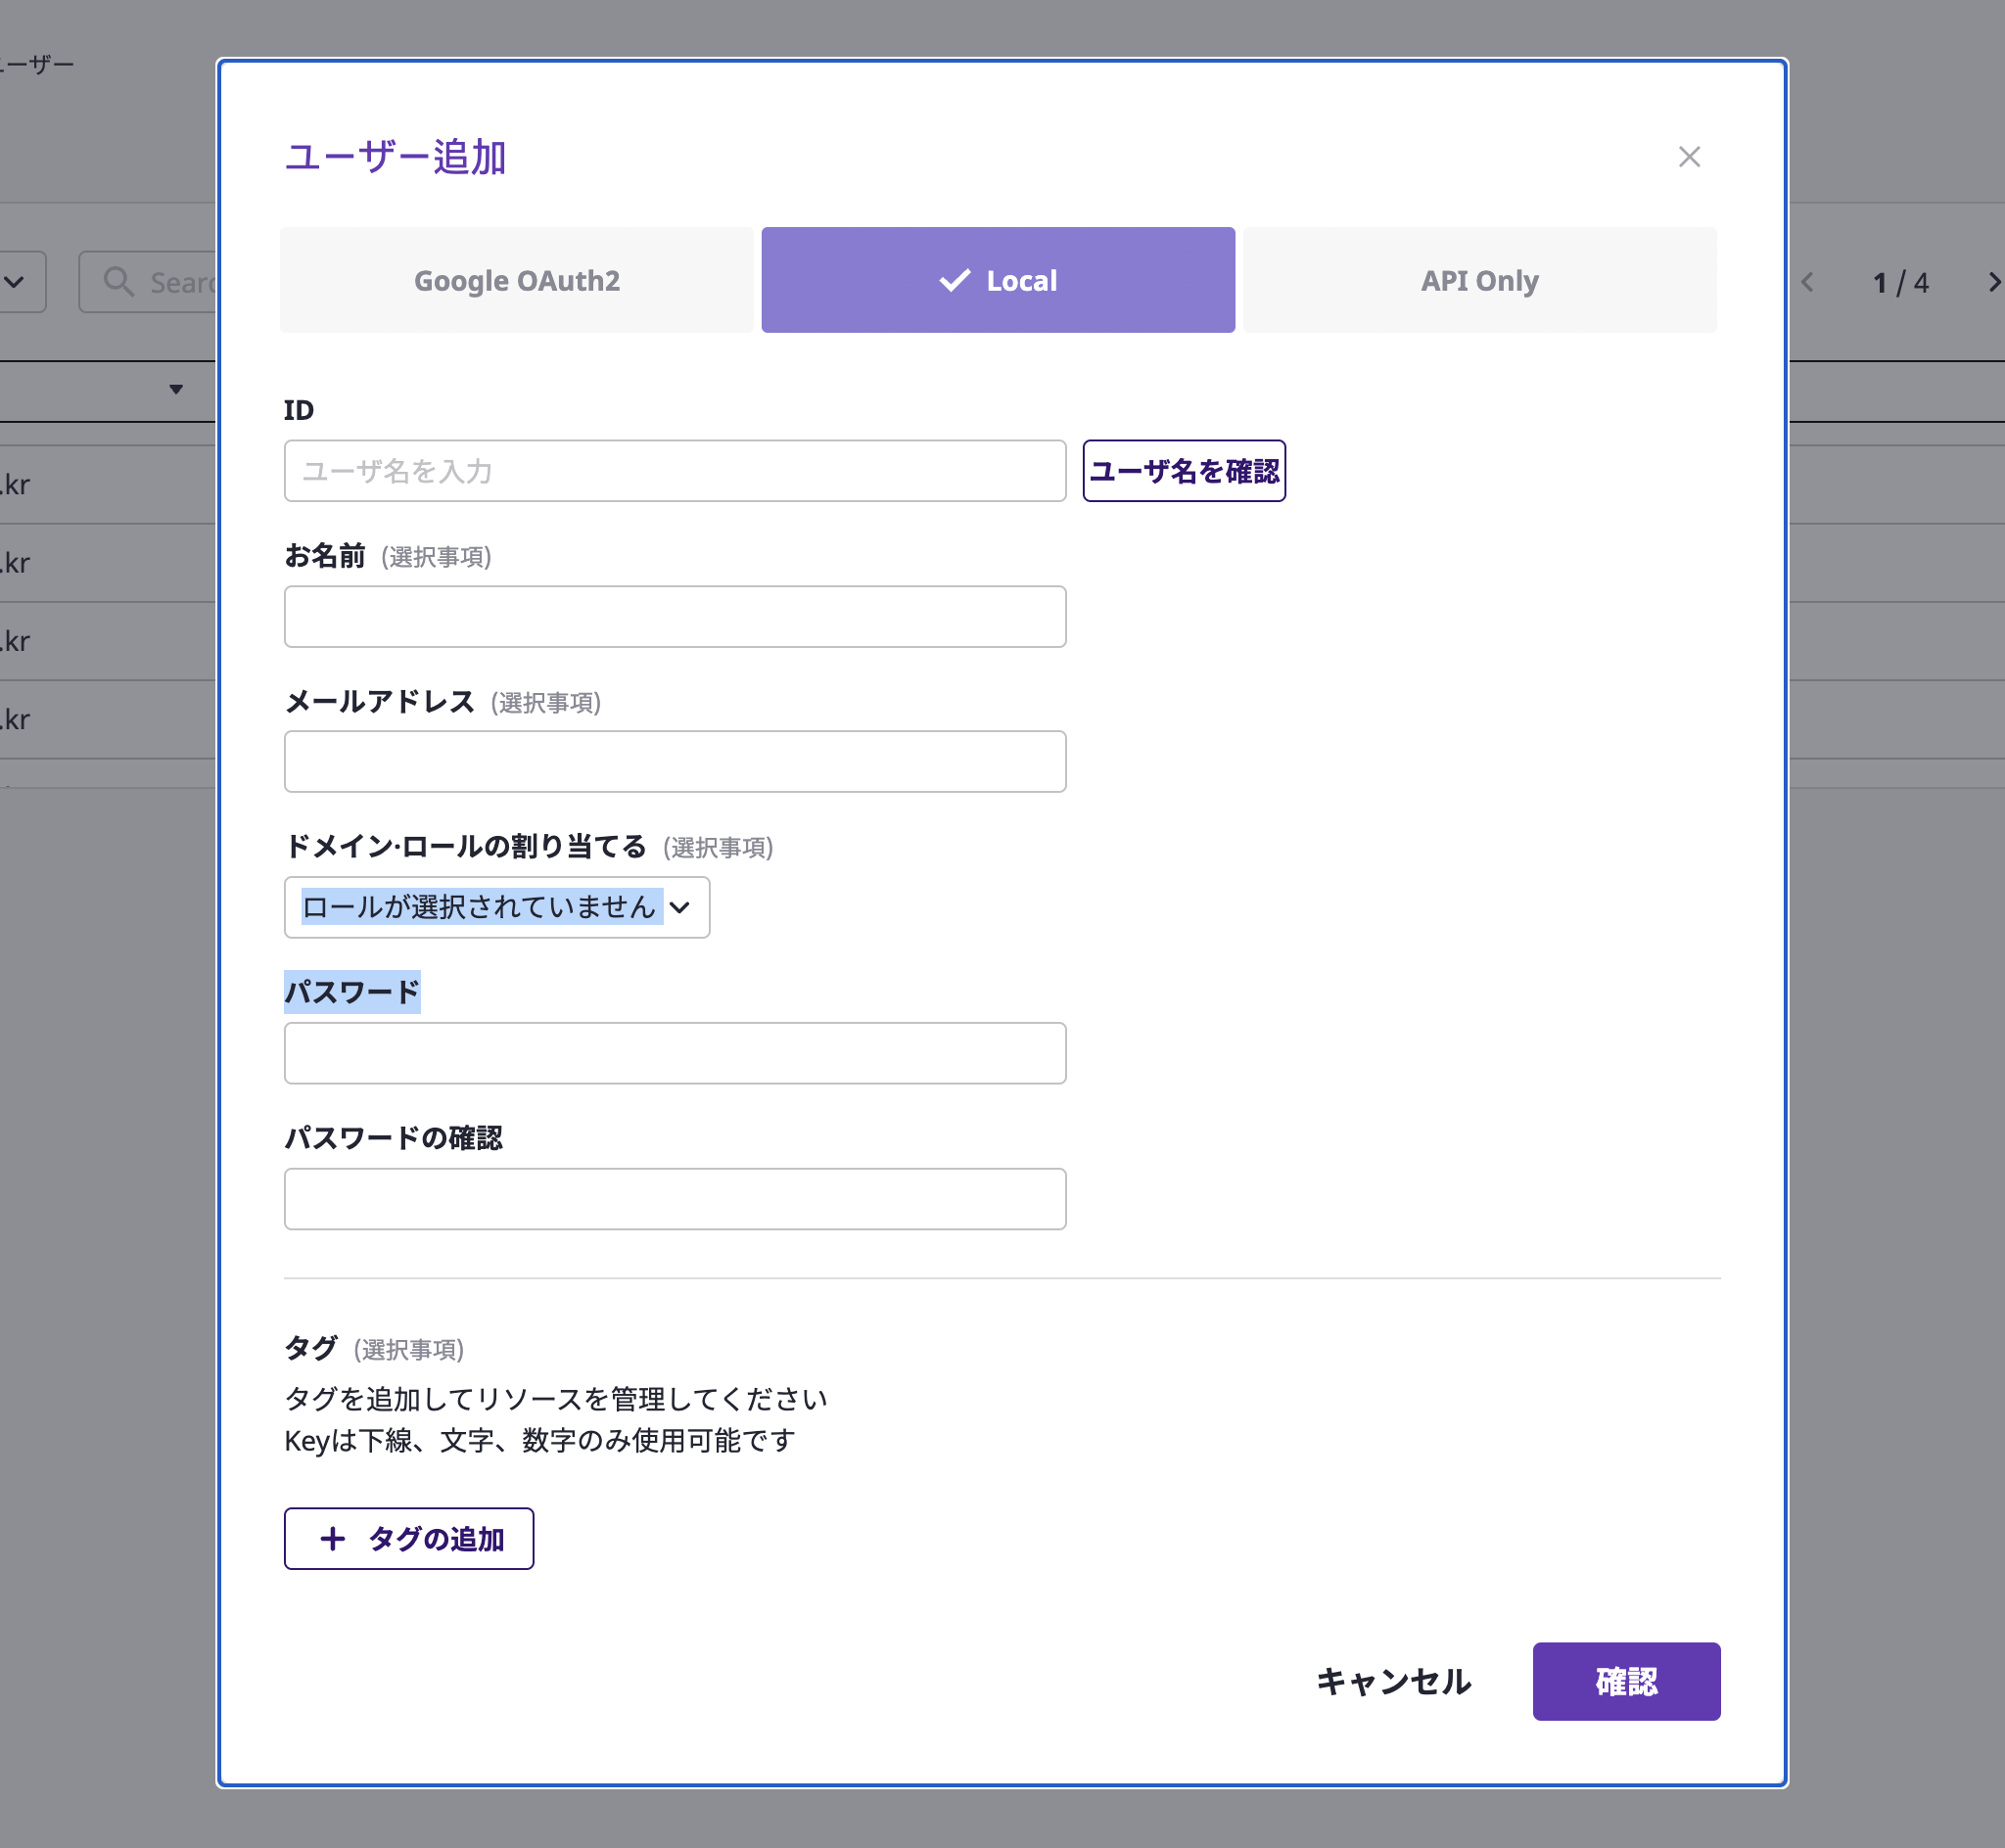 ーザー
ユーザー追加
Google OAuth2
Local
API Only
Searc
1 / 4
ID
ユーザ名を入力
ユーザ名を確認
.kr
お名前 (選択事項)
.kr
.kr
メールアドレス (選択事項)
.kr
ドメイン·ロールの割り当てる (選択事項)
ロールが選択されていません
パスワード
パスワードの確認
タグ (選択事項)
タグを追加してリソースを管理してください
Keyは下線、文字、数字のみ使用可能です
タグの追加
キャンセル
確認